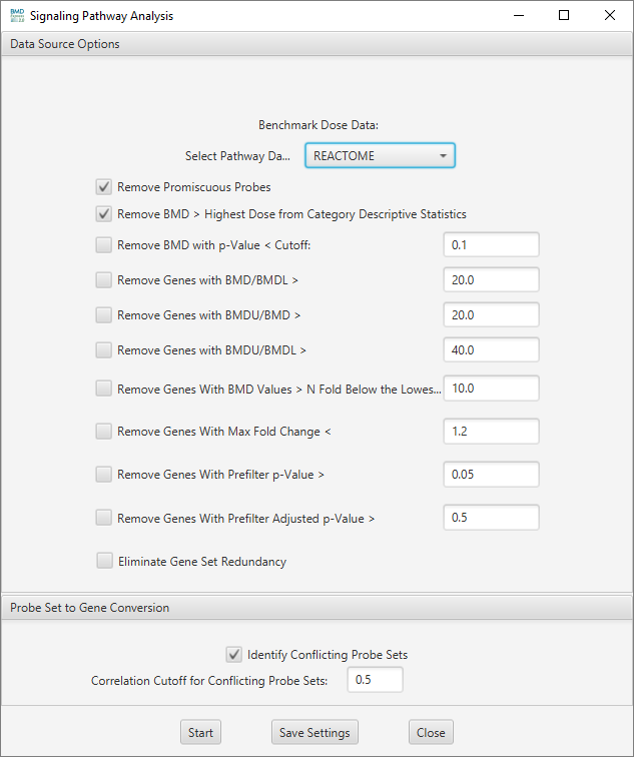 Signaling Pathway Analysis
Data Source Options
Benchmark Dose Data:
Select Pathway Da... REACTOME
Remove Promiscuous Probes
Remove BMD > Highest Dose from Category Descriptive Statistics
Remove BMD with p-Value < Cutoff: 0.1
Remove Genes with BMD/BMDL > 20.0
Remove Genes with BMDU/BMD > 20.0
Remove Genes with BMDU/BMDL > 40.0
Remove Genes With BMD Values > N Fold Below the Lowes... 10.0
Remove Genes With Max Fold Change < 1.2
Remove Genes With Prefilter p-Value > 0.05
Remove Genes With Prefilter Adjusted p-Value > 0.5
Eliminate Gene Set Redundancy
Probe Set to Gene Conversion
Identify Conflicting Probe Sets
Correlation Cutoff for Conflicting Probe Sets: 0.5
Start Save Settings Close